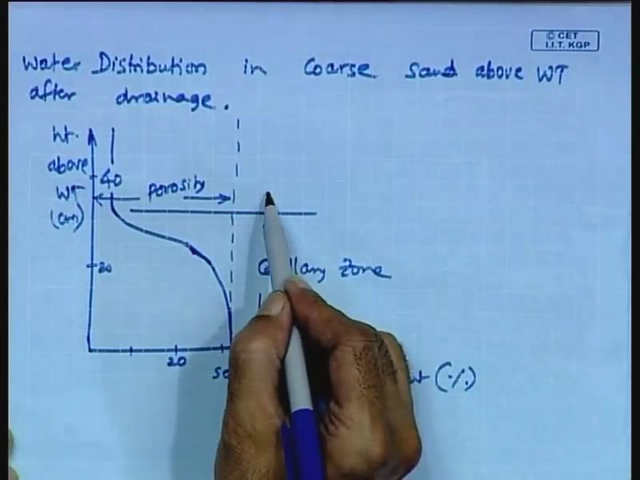 © CET
I.I.T. KGP
Water Distribution in Coarse Sand above WT
after drainage.
ht.
above
WT
(cm)
40
Porosity
20
Zone
20
(%)